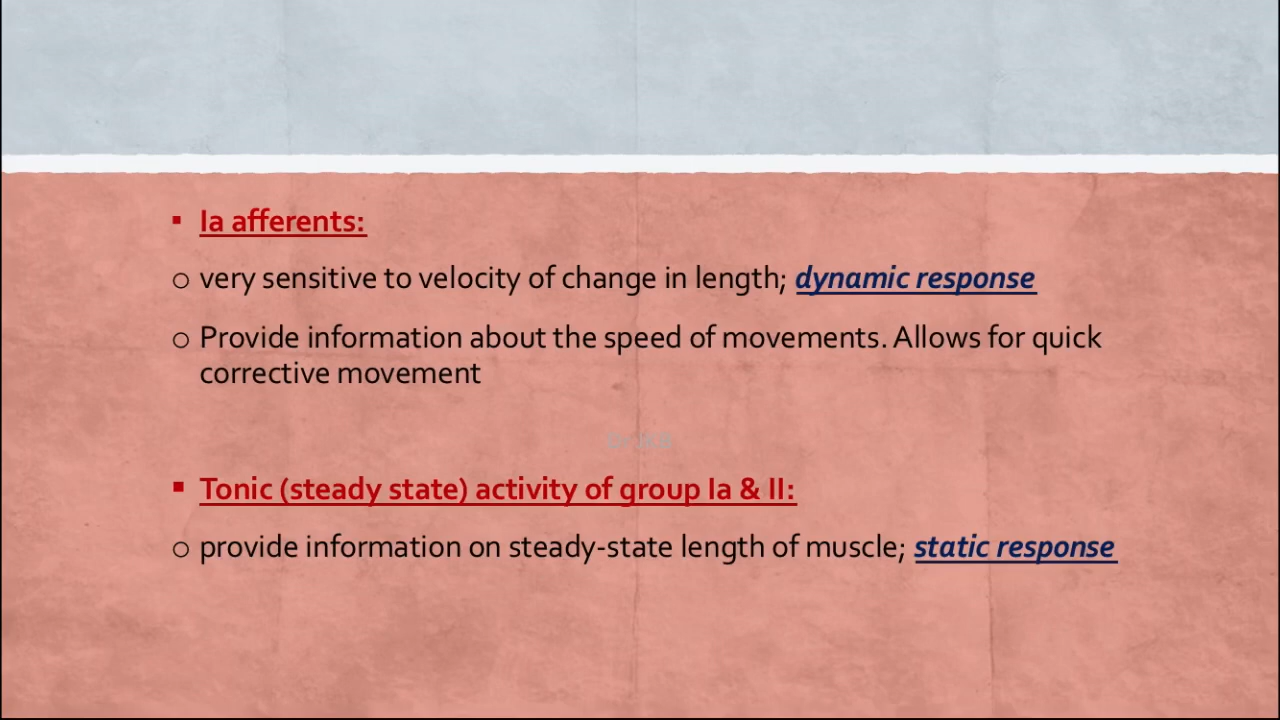 ▪ Ia afferents:
o very sensitive to velocity of change in length; dynamic response
o Provide information about the speed of movements. Allows for quick
corrective movement
▪ Tonic (steady state) activity of group Ia & II:
o provide information on steady-state length of muscle; static response